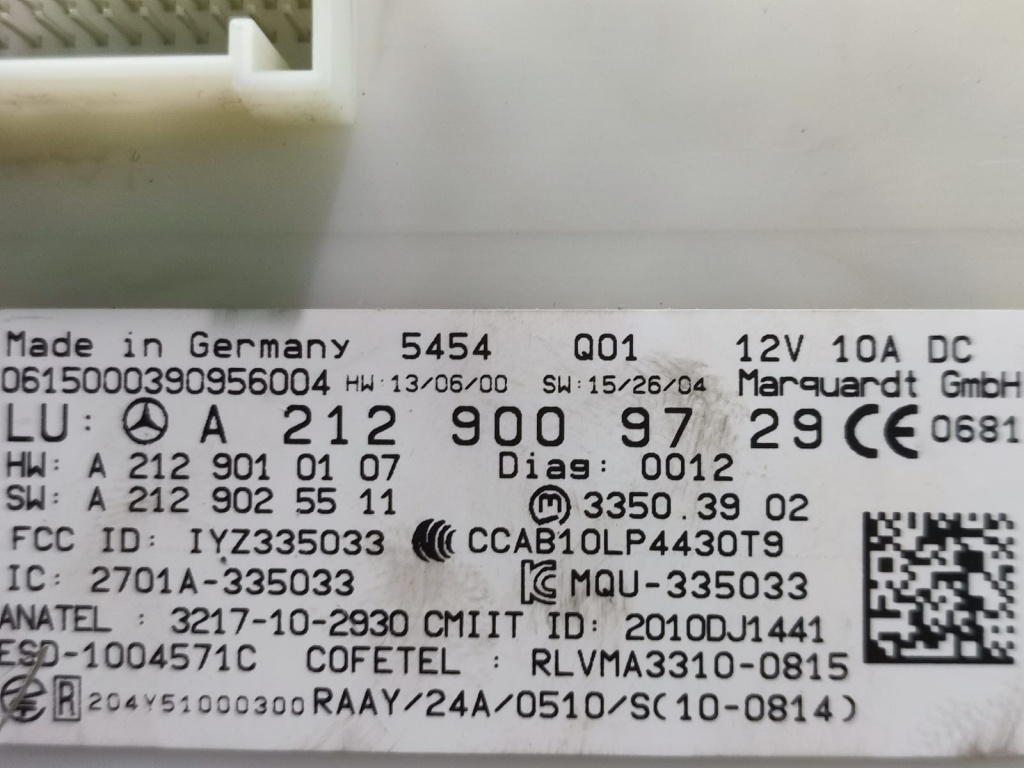 Made in Germany 5454 Q01 12V 10A DC
0615000390956004 HW:13/06/00 SW:15/26/04 Marquardt GmbH
LU: A 212 900 97 29 CE 0681
HW: A 212 901 01 07 Diag: 0012
SW: A 212 902 55 11 3350.39 02
FCC ID: IYZ335033 CCAB10LP4430T9
IC: 2701A-335033 MQU-335033
ANATEL : 3217-10-2930 CMIIT ID: 2010DJ1441
ESD-1004571C COFETEL : RLVMA3310-0815
R 204Y51000300 RAAY/24A/0510/S(10-0814)